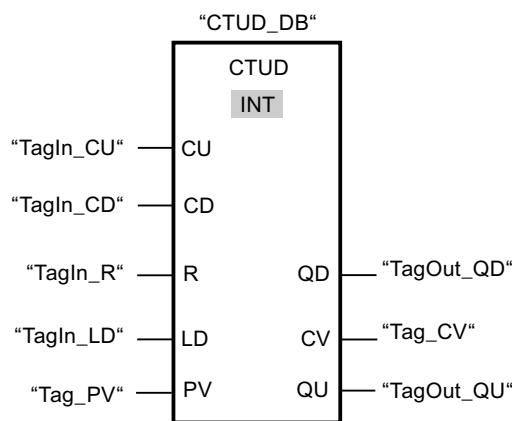 “CTUD_DB“
CTUD
INT
“TagIn_CU“ CU
“TagIn_CD“ CD
“TagIn_R“ R QD “TagOut_QD“
“TagIn_LD“ LD CV “Tag_CV“
“Tag_PV“ PV QU “TagOut_QU“